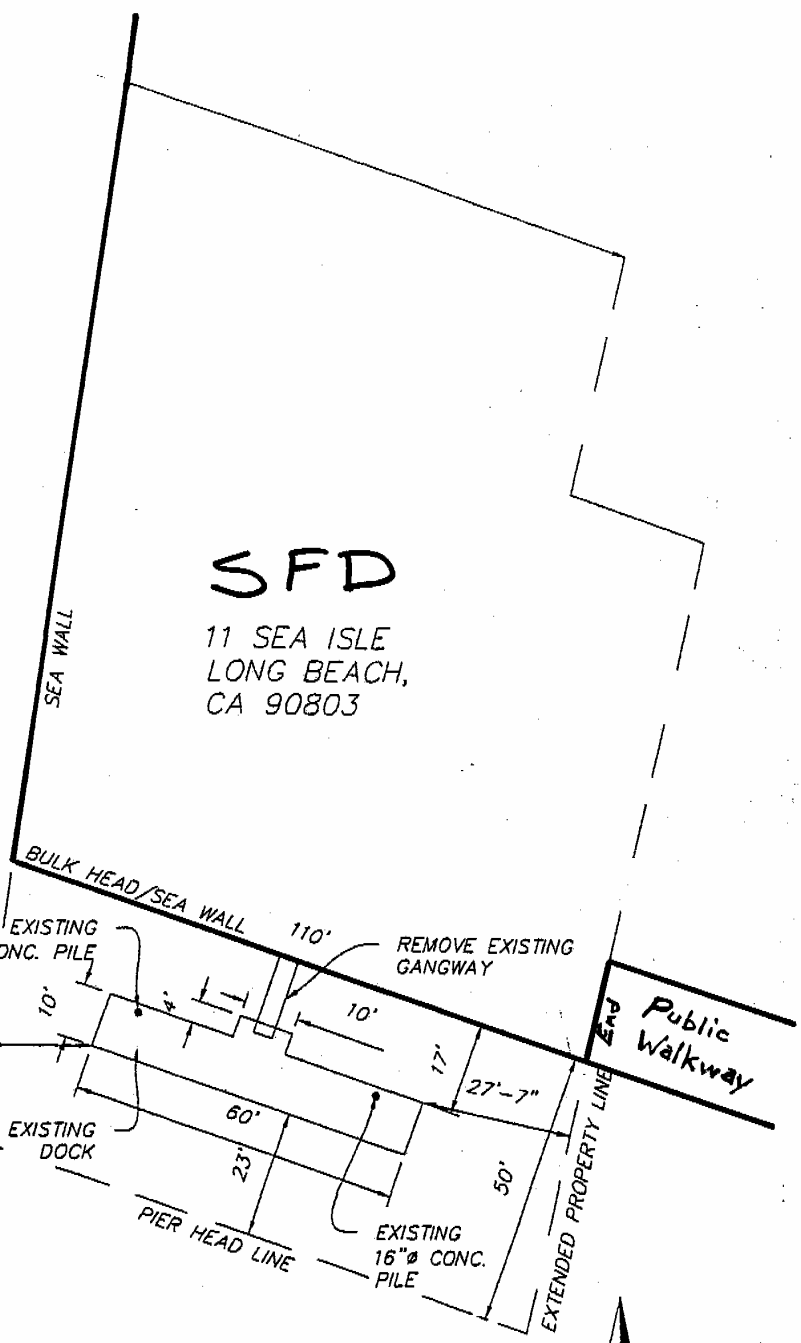 SFD
11 SEA ISLE
LONG BEACH,
CA 90803
SEA WALL
BULK HEAD/SEA WALL
110'
EXISTING
CONC. PILE
REMOVE EXISTING
GANGWAY
10'
4'
10'
17'
27'-7"
End
Public
Walkway
60'
23'
50'
EXISTING
DOCK
PIER HEAD LINE
EXISTING
16"ø CONC.
PILE
EXTENDED PROPERTY LINE